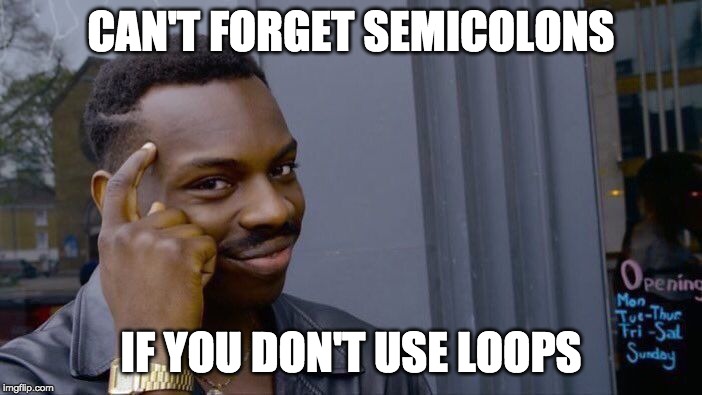 CAN'T FORGET SEMICOLONS
Opening
Mon
Tue-Thur
Fri-Sat
Sunday
IF YOU DON'T USE LOOPS
imgflip.com